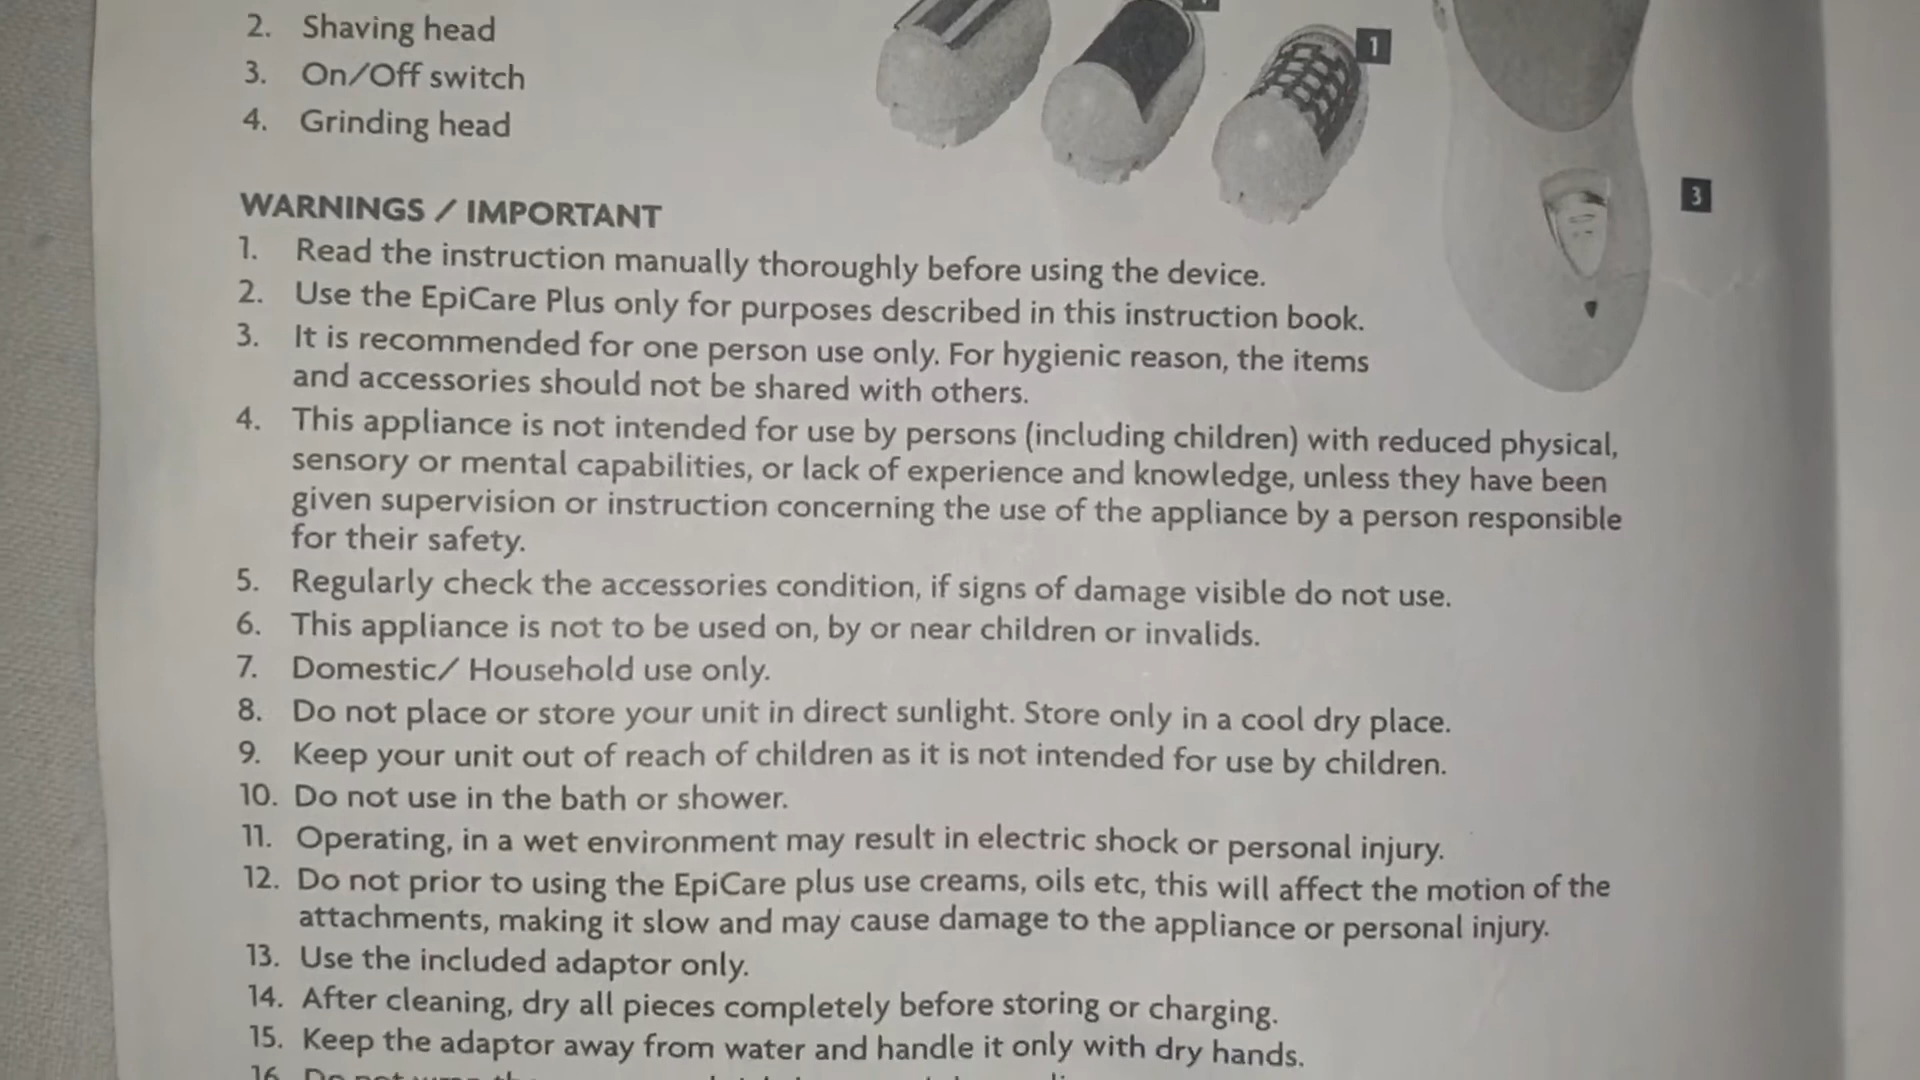 2. Shaving head
3. On/Off switch
4. Grinding head
1
3
WARNINGS / IMPORTANT
1. Read the instruction manually thoroughly before using the device.
2. Use the EpiCare Plus only for purposes described in this instruction book.
3. It is recommended for one person use only. For hygienic reason, the items
and accessories should not be shared with others.
4. This appliance is not intended for use by persons (including children) with reduced physical,
sensory or mental capabilities, or lack of experience and knowledge, unless they have been
given supervision or instruction concerning the use of the appliance by a person responsible
for their safety.
5. Regularly check the accessories condition, if signs of damage visible do not use.
6. This appliance is not to be used on, by or near children or invalids.
7. Domestic/ Household use only.
8. Do not place or store your unit in direct sunlight. Store only in a cool dry place.
9. Keep your unit out of reach of children as it is not intended for use by children.
10. Do not use in the bath or shower.
11. Operating, in a wet environment may result in electric shock or personal injury.
12. Do not prior to using the EpiCare plus use creams, oils etc, this will affect the motion of the
attachments, making it slow and may cause damage to the appliance or personal injury.
13. Use the included adaptor only.
14. After cleaning, dry all pieces completely before storing or charging.
15. Keep the adaptor away from water and handle it only with dry hands.
16